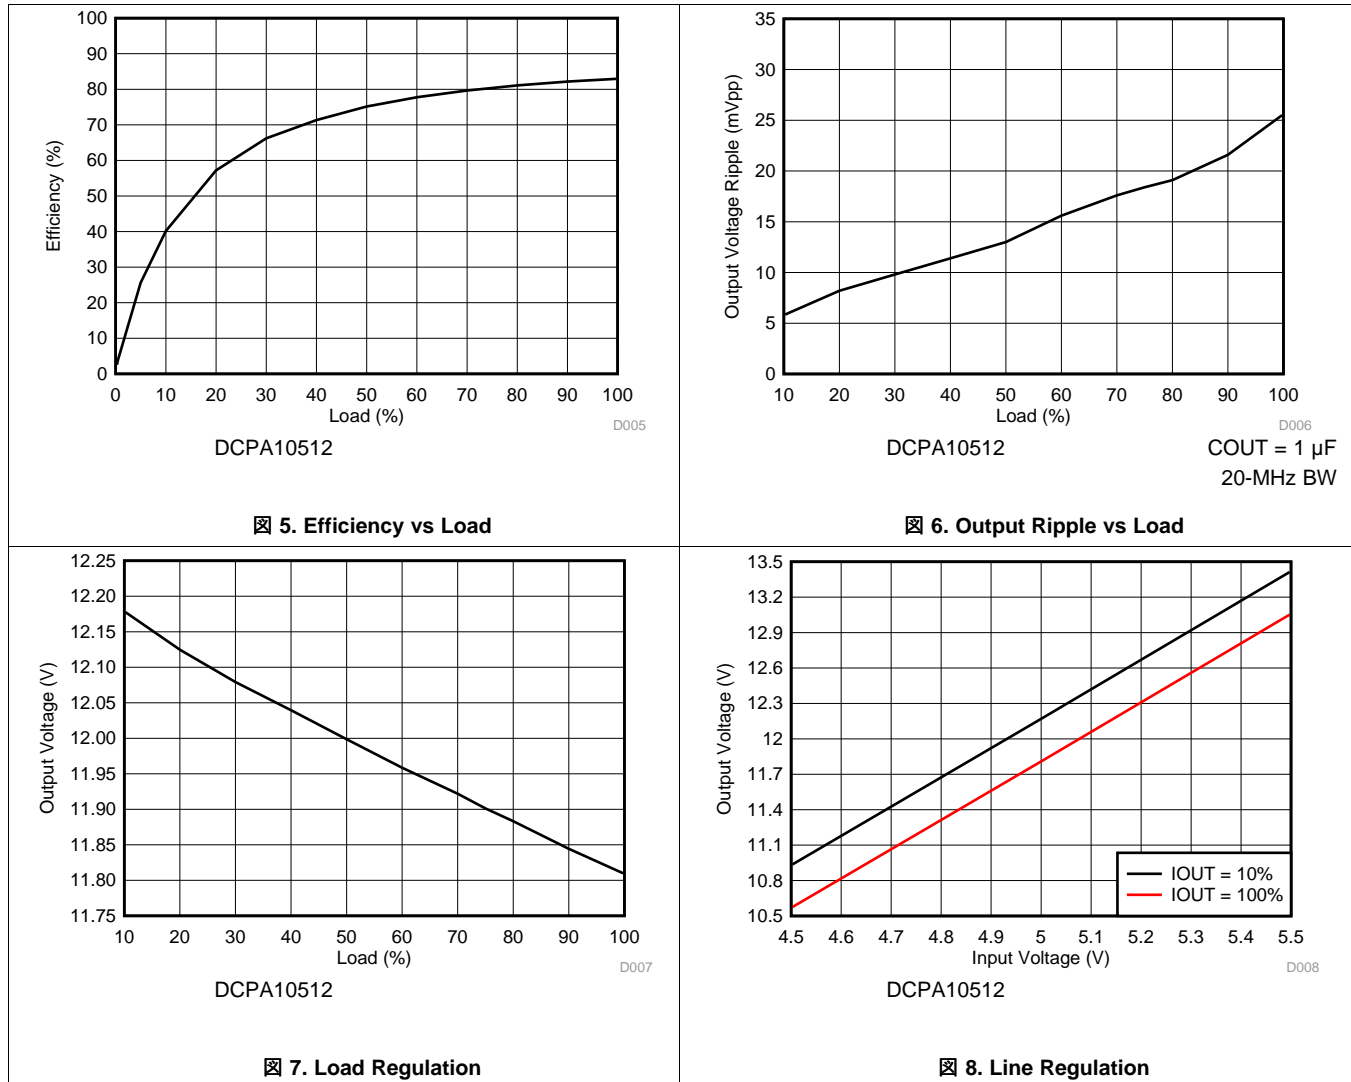 100
90
80
70
60
50
40
30
20
10
0
Efficiency (%)
0 10 20 30 40 50 60 70 80 90 100
Load (%)
D005
DCPA10512
図 5. Efficiency vs Load
35
30
25
20
15
10
5
0
Output Voltage Ripple (mVpp)
10 20 30 40 50 60 70 80 90 100
Load (%)
D006
DCPA10512
COUT = 1 µF
20-MHz BW
図 6. Output Ripple vs Load
12.25
12.20
12.15
12.10
12.05
12.00
11.95
11.90
11.85
11.80
11.75
Output Voltage (V)
10 20 30 40 50 60 70 80 90 100
Load (%)
D007
DCPA10512
図 7. Load Regulation
13.5
13.2
12.9
12.6
12.3
12
11.7
11.4
11.1
10.8
10.5
Output Voltage (V)
IOUT = 10%
IOUT = 100%
4.5 4.6 4.7 4.8 4.9 5 5.1 5.2 5.3 5.4 5.5
Input Voltage (V)
D008
DCPA10512
図 8. Line Regulation